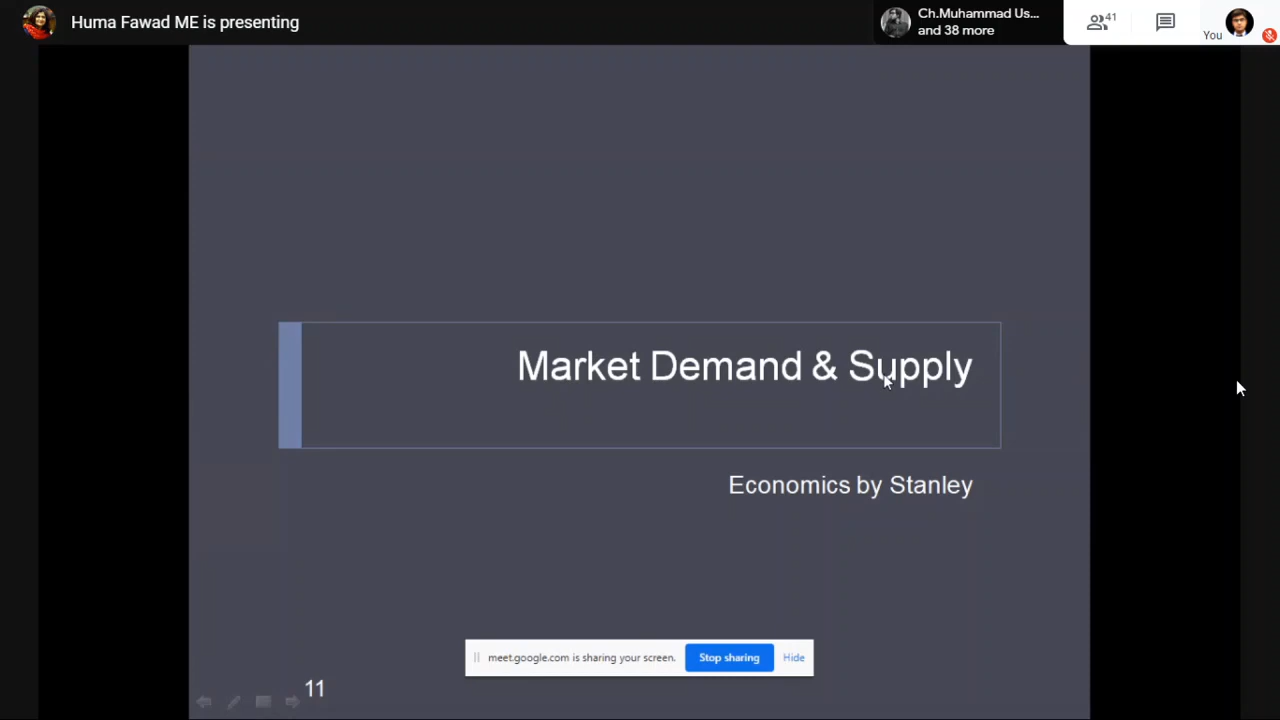 Huma Fawad ME is presenting
Ch.Muhammad Us...
and 38 more
41
You
Market Demand & Supply
Economics by Stanley
meet.google.com is sharing your screen.
Stop sharing
Hide
11